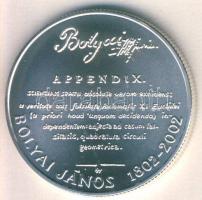 Bolyai János
APPENDIX.
SCIENTIAM SPATII absolute veram exhibens:
a veritate aut falsitate Axiomatis XI Euclidei
(a priori haud unquam decidenda) in-
dependentem: adjecta ad casum fal-
sitatis, quadratura circuli
geometrica.
BOLYAI JÁNOS 1802-2002